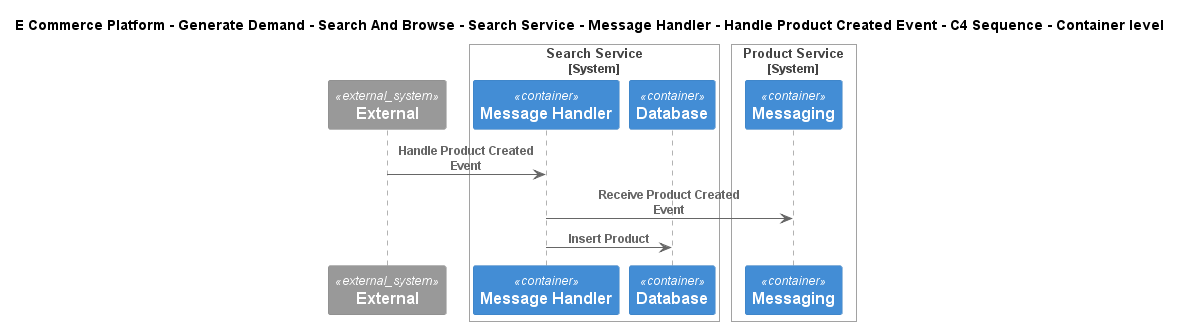 E Commerce Platform - Generate Demand - Search And Browse - Search Service - Message Handler - Handle Product Created Event - C4 Sequence - Container level
Search Service
[System]
Product Service
[System]
«external_system»
External
«container»
Message Handler
«container»
Database
«container»
Messaging
Handle Product Created
Event
Receive Product Created
Event
Insert Product
«external_system»
External
«container»
Message Handler
«container»
Database
«container»
Messaging